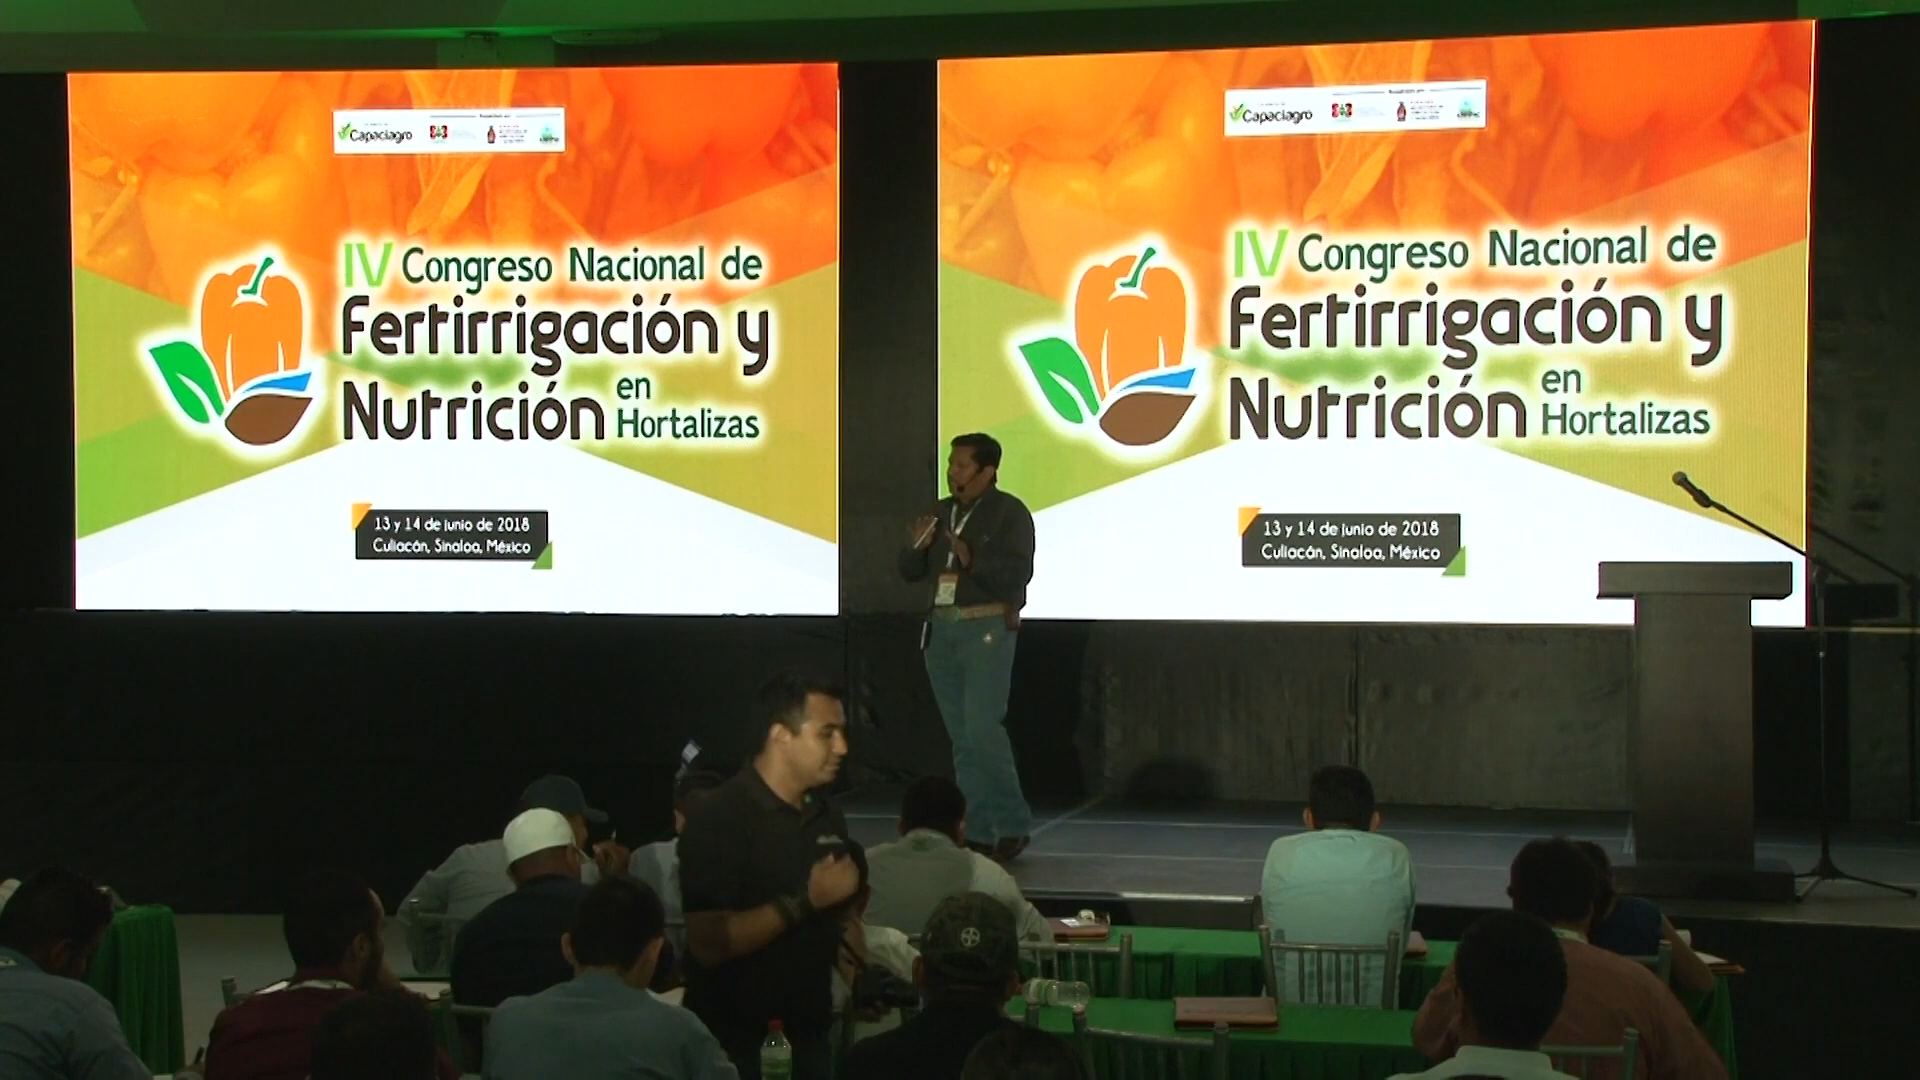 Capaciagro
IV Congreso Nacional de
Fertirrigación y
Nutrición en
Hortalizas
13 y 14 de junio de 2018
Culiacán, Sinaloa, México
Capaciagro
IV Congreso Nacional de
Fertirrigación y
Nutrición en
Hortalizas
13 y 14 de junio de 2018
Culiacán, Sinaloa, México